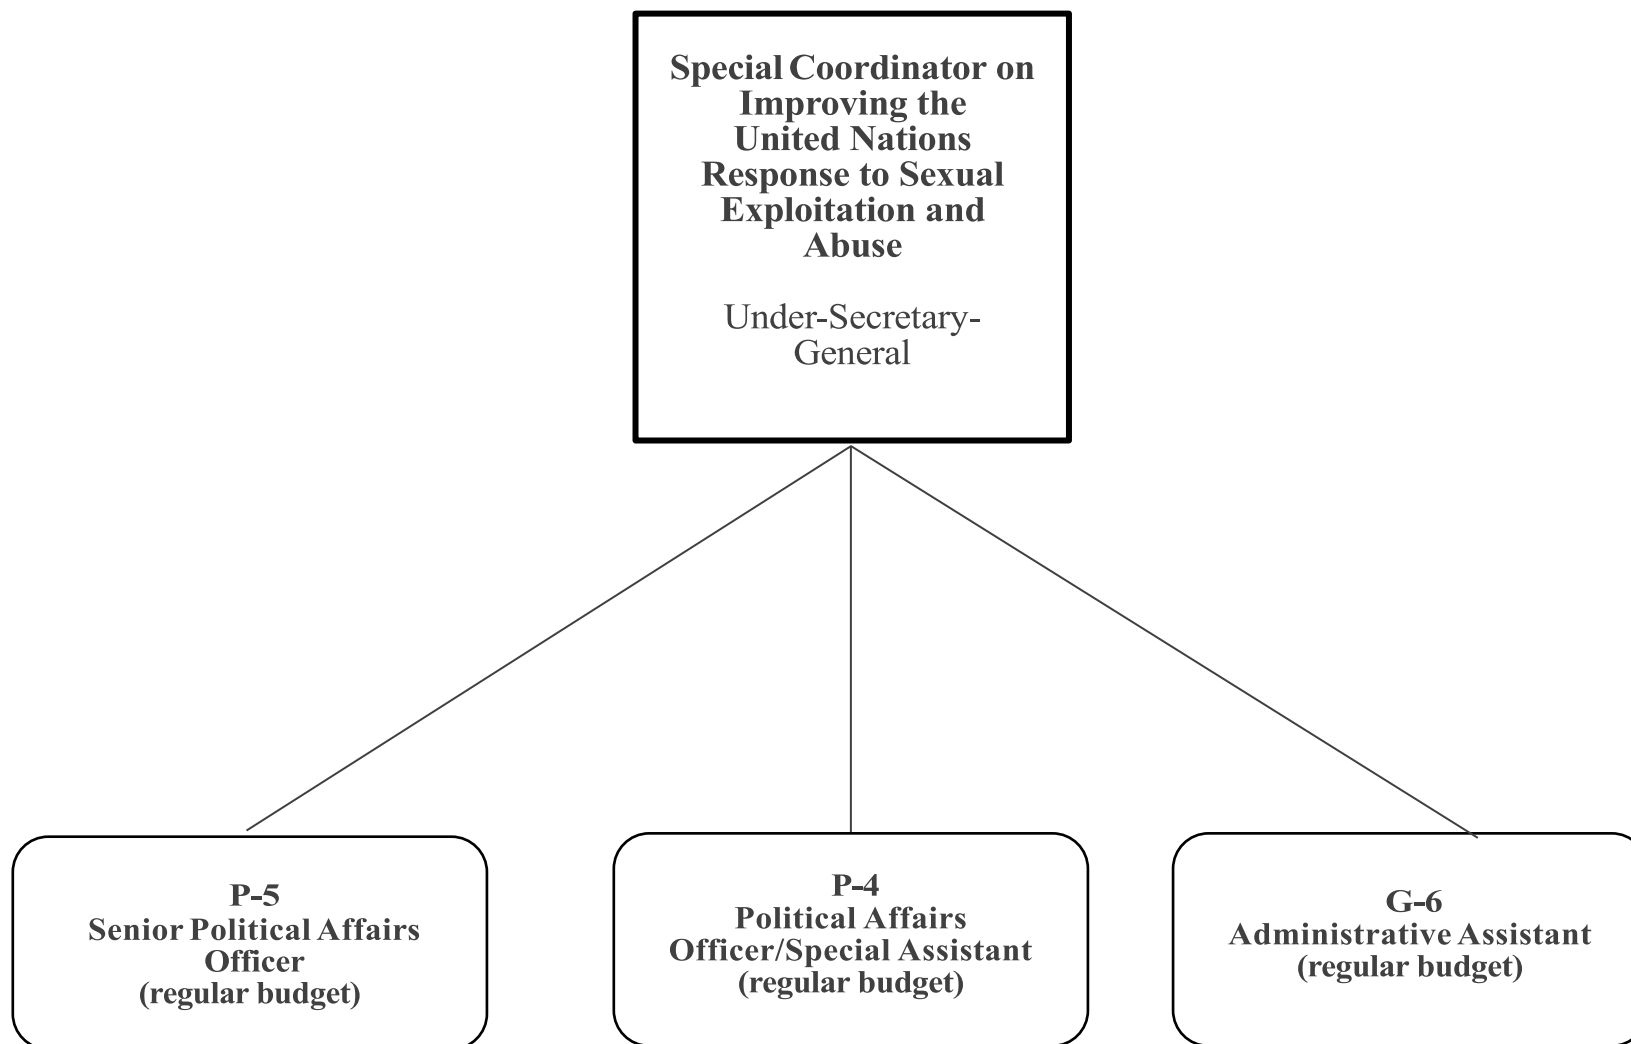 Special Coordinator on
Improving the
United Nations
Response to Sexual
Exploitation and
Abuse
Under-Secretary-
General
P-5
Senior Political Affairs
Officer
(regular budget)
P-4
Political Affairs
Officer/Special Assistant
(regular budget)
G-6
Administrative Assistant
(regular budget)